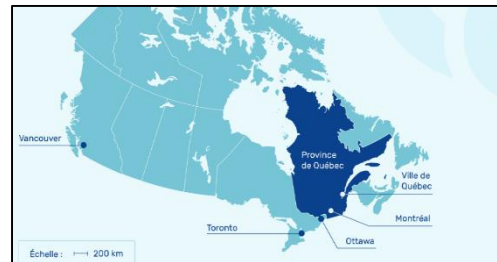 Vancouver
Province
de Québec
Ville de
Québec
Montréal
Toronto
Ottawa
Échelle : 200 km